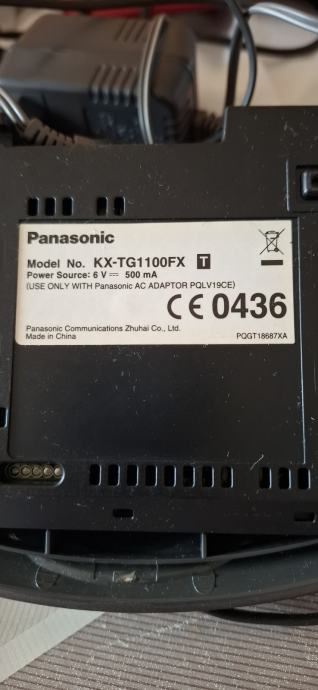 Panasonic
Model No. KX-TG1100FX T
Power Source: 6 V ⎓ 500 mA
(USE ONLY WITH Panasonic AC ADAPTOR PQLV19CE)
CE 0436
Panasonic Communications Zhuhai Co., Ltd.
Made in China
PQGT18687XA